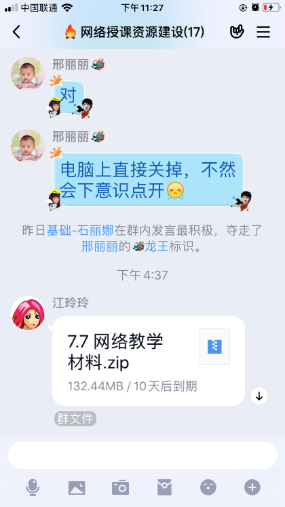 中国联通
下午11:27
网络授课资源建设(17)
邢丽丽
对
邢丽丽
电脑上直接关掉，不然
会下意识点开
昨日基础-石丽娜在群内发言最积极，夺走了
邢丽丽的龙王标识。
下午 4:37
江玲玲
7.7 网络教学
材料.zip
132.44MB / 10天后到期
群文件